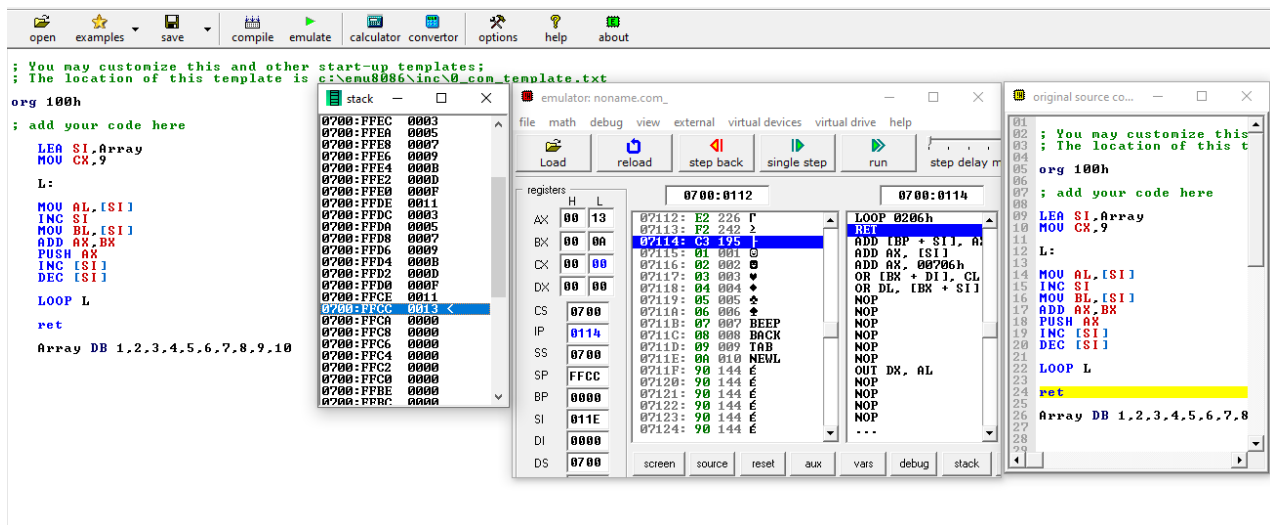 open examples save compile emulate calculator convertor options help about
; You may customize this and other start-up templates;
; The location of this template is c:\emu8086\inc\0_com_template.txt
org 100h
; add your code here
LEA SI,Array
MOV CX,9
L:
MOV AL,[SI]
INC SI
MOV BL,[SI]
ADD AX,BX
PUSH AX
INC [SI]
DEC [SI]
LOOP L
ret
Array DB 1,2,3,4,5,6,7,8,9,10
stack
0700:FFEC 0003
0700:FFEA 0005
0700:FFE8 0007
0700:FFE6 0009
0700:FFE4 000B
0700:FFE2 000D
0700:FFE0 000F
0700:FFDE 0011
0700:FFDC 0003
0700:FFDA 0005
0700:FFD8 0007
0700:FFD6 0009
0700:FFD4 000B
0700:FFD2 000D
0700:FFD0 000F
0700:FFCE 0011
0700:FFCC 0013 <
0700:FFCA 0000
0700:FFC8 0000
0700:FFC6 0000
0700:FFC4 0000
0700:FFC2 0000
0700:FFC0 0000
0700:FFBE 0000
0700:FFBC 0000
emulator: noname.com_
file math debug view external virtual devices virtual drive help
Load reload step back single step run step delay m
registers
H L
AX 00 13
BX 00 0A
CX 00 00
DX 00 00
CS 0700
IP 0114
SS 0700
SP FFCC
BP 0000
SI 011E
DI 0000
DS 0700
0700:0112
0700:0114
07112: E2 226 Γ
07113: F2 242 ≥
07114: C3 195 ├
07115: 01 001 ☺
07116: 02 002 ☻
07117: 03 003 ♥
07118: 04 004 ♦
07119: 05 005 ♣
0711A: 06 006 ♠
0711B: 07 007 BEEP
0711C: 08 008 BACK
0711D: 09 009 TAB
0711E: 0A 010 NEWL
0711F: 90 144 É
07120: 90 144 É
07121: 90 144 É
07122: 90 144 É
07123: 90 144 É
07124: 90 144 É
LOOP 0206h
RET
ADD [BP + SI], A
ADD AX, [SI]
ADD AX, 00706h
OR [BX + DI], CL
OR DL, [BX + SI]
NOP
NOP
NOP
NOP
NOP
NOP
OUT DX, AL
NOP
NOP
NOP
NOP
...
screen source reset aux vars debug stack
original source co...
01
02 ; You may customize this
03 ; The location of this t
04
05 org 100h
06
07 ; add your code here
08
09 LEA SI,Array
10 MOV CX,9
11
12 L:
13
14 MOV AL,[SI]
15 INC SI
16 MOV BL,[SI]
17 ADD AX,BX
18 PUSH AX
19 INC [SI]
20 DEC [SI]
21
22 LOOP L
23
24 ret
25
26 Array DB 1,2,3,4,5,6,7,8
27
28
29